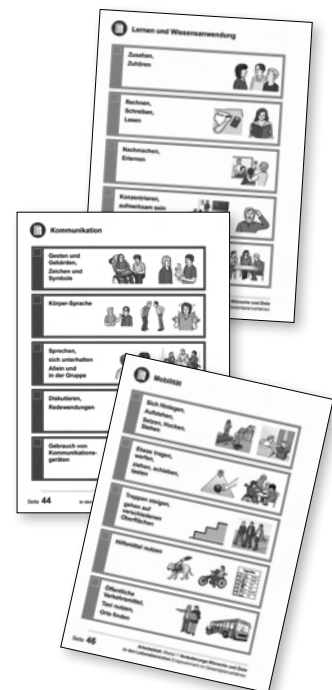 Lernen und Wissensanwendung
Zusehen,
Zuhören
Rechnen,
Schreiben,
Lesen
Nachmachen,
Erlernen
Konzentrieren,
aufmerksam sein
Kommunikation
Gesten und
Gebärden,
Zeichen und
Symbole
Körper-Sprache
Sprechen,
sich unterhalten
Allein und
in der Gruppe
Diskutieren,
Redewendungen
Gebrauch von
Kommunikations-
geräten
Seite 44
Mobilität
Sich Hinlegen,
Aufstehen,
Setzen, Hocken,
Stehen
Etwas tragen,
werfen,
ziehen, schieben,
tasten
Treppen steigen,
gehen auf
verschiedenen
Oberflächen
Hilfsmittel nutzen
Öffentliche
Verkehrsmittel,
Taxi nutzen,
Orte finden
Seite 46